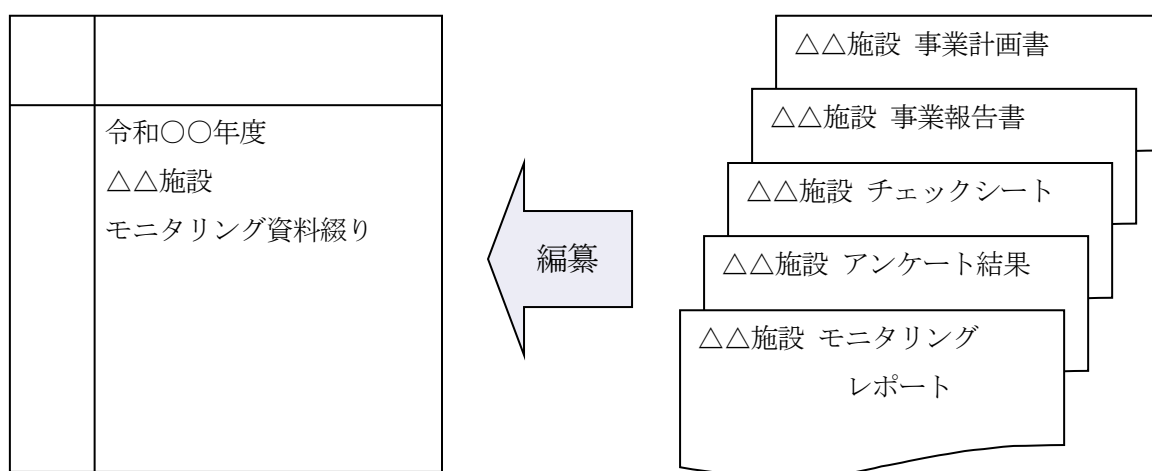 令和〇〇年度
△△施設
モニタリング資料綴り
編纂
△△施設 事業計画書
△△施設 事業報告書
△△施設 チェックシート
△△施設 アンケート結果
△△施設 モニタリング
レポート